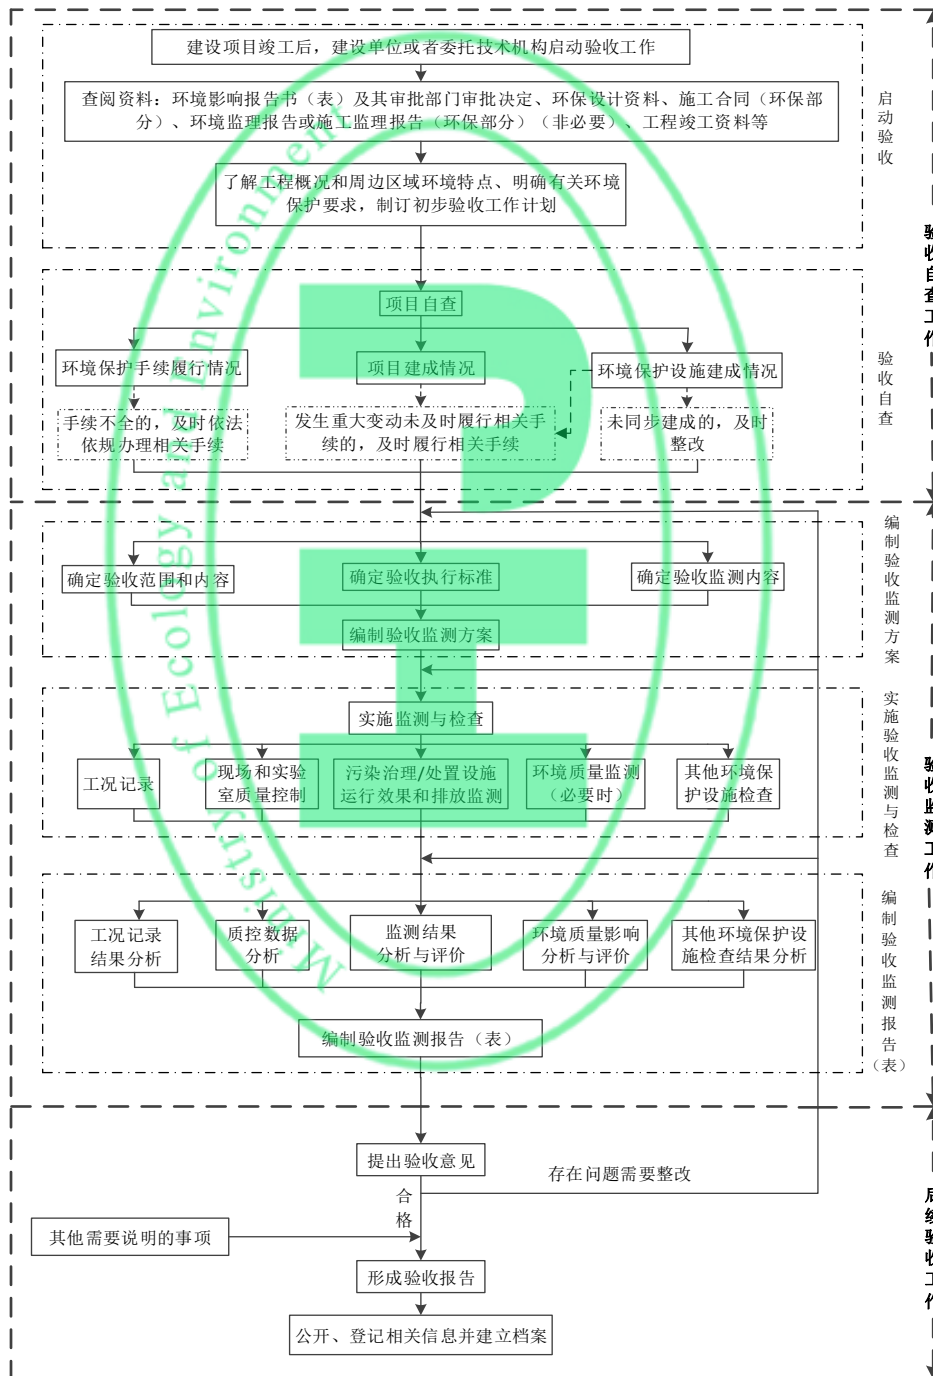 建设项目竣工后，建设单位或者委托技术机构启动验收工作
查阅资料：环境影响报告书（表）及其审批部门审批决定、环保设计资料、施工合同（环保部
分）、环境监理报告或施工监理报告（环保部分）（非必要）、工程竣工资料等
了解工程概况和周边区域环境特点、明确有关环境
保护要求，制订初步验收工作计划
启动验收
项目自查
环境保护手续履行情况
项目建成情况
环境保护设施建成情况
手续不全的，及时依法
依规办理相关手续
发生重大变动未及时履行相关手
续的，及时履行相关手续
未同步建成的，及时
整改
验收自查
验收自查工作
确定验收范围和内容
确定验收执行标准
确定验收监测内容
编制验收监测方案
编制验收监测方案
实施监测与检查
工况记录
现场和实验
室质量控制
污染治理/处置设施
运行效果和排放监测
环境质量监测
（必要时）
其他环境保
护设施检查
实施验收监测与检查
验收监测工作
工况记录
结果分析
质控数据
分析
监测结果
分析与评价
环境质量影响
分析与评价
其他环境保护设
施检查结果分析
编制验收监测报告（表）
编制验收监测报告（表）
提出验收意见
存在问题需要整改
合格
其他需要说明的事项
形成验收报告
公开、登记相关信息并建立档案
后续验收工作
Ministry of Ecology and Environment